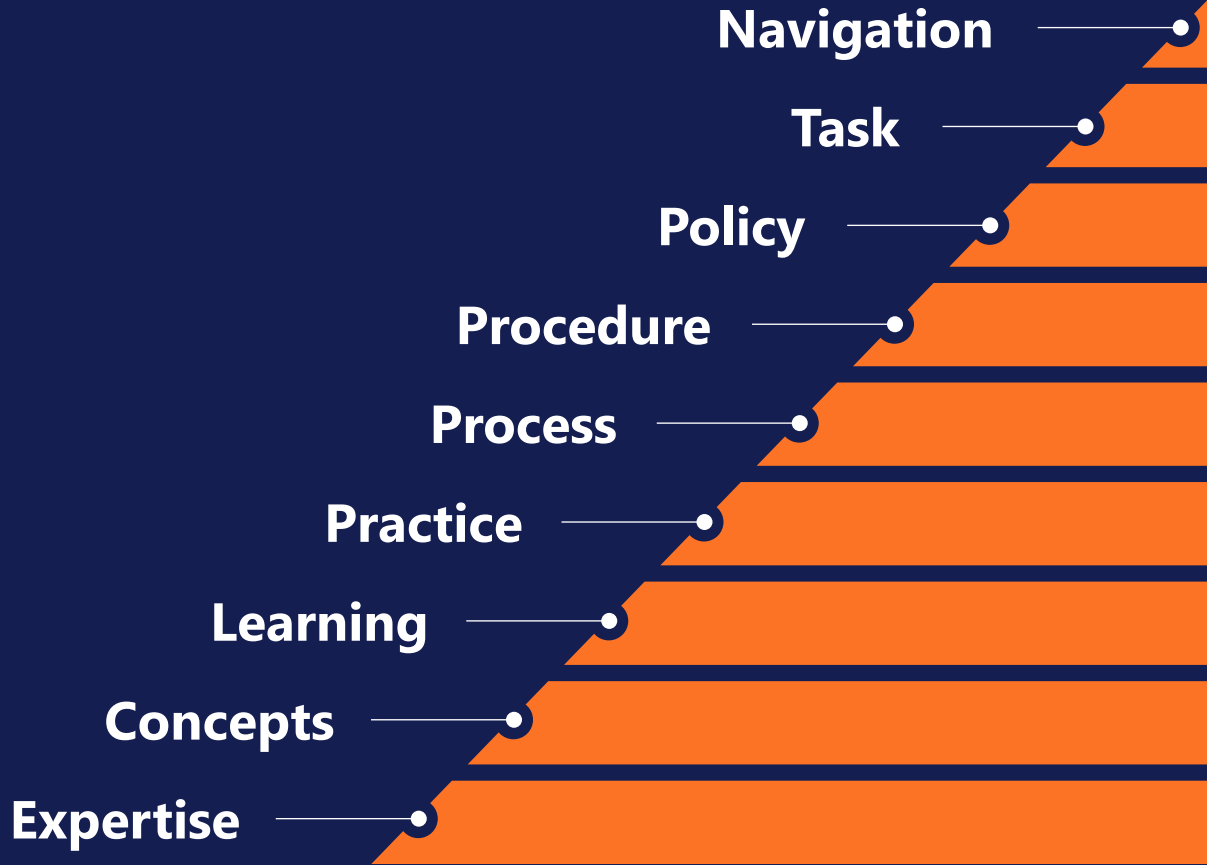 Navigation
Task
Policy
Procedure
Process
Practice
Learning
Concepts
Expertise